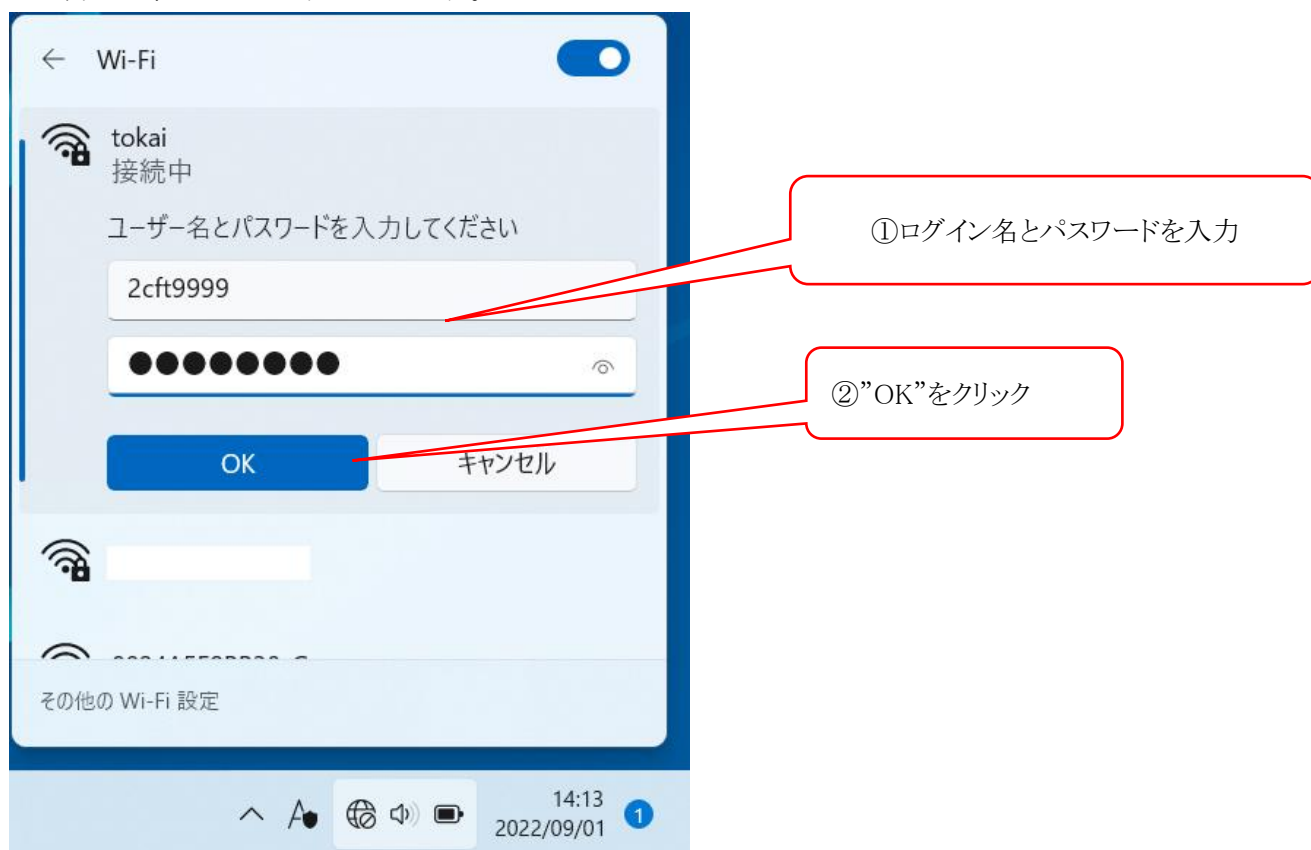 Wi-Fi
tokai
接続中
ユーザー名とパスワードを入力してください
2cft9999
●●●●●●●●
OK
キャンセル
その他の Wi-Fi 設定
14:13
2022/09/01
1
①ログイン名とパスワードを入力
②”OK”をクリック